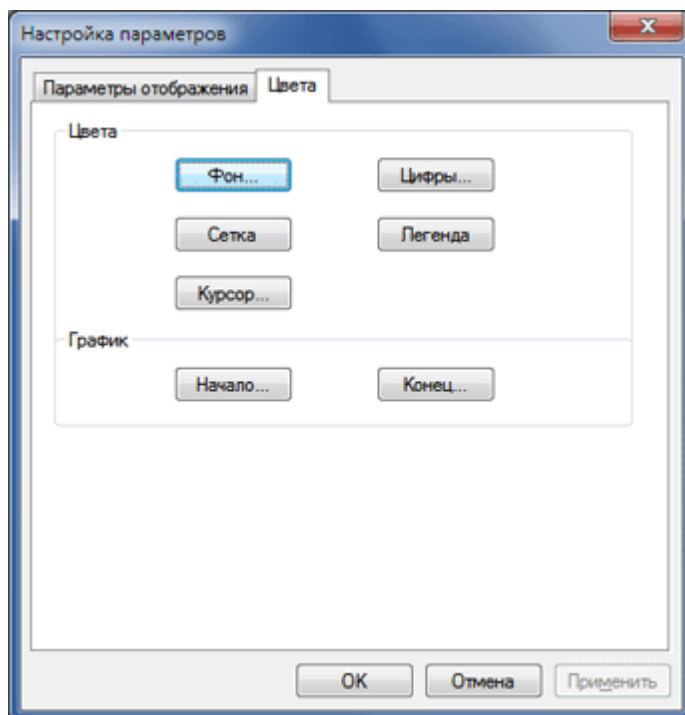 Настройка параметров
Параметры отображения Цвета
Цвета
Фон... Цифры...
Сетка Легенда
Курсор...
График
Начало... Конец...
OK Отмена Применить